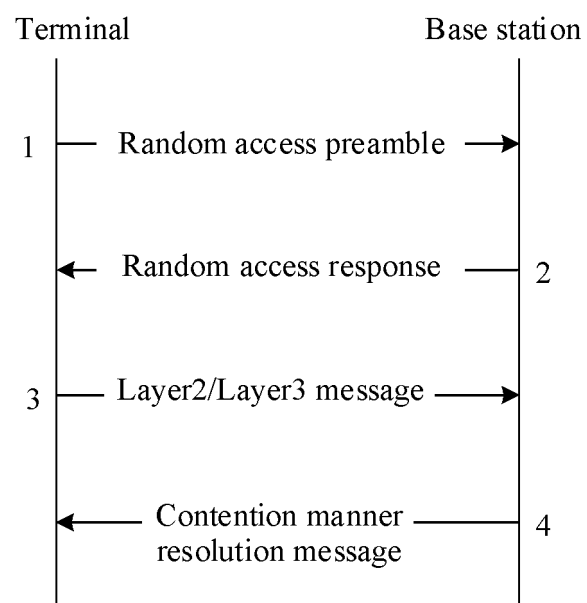 Terminal
Base station
1
Random access preamble
Random access response
2
3
Layer2/Layer3 message
Contention manner
resolution message
4